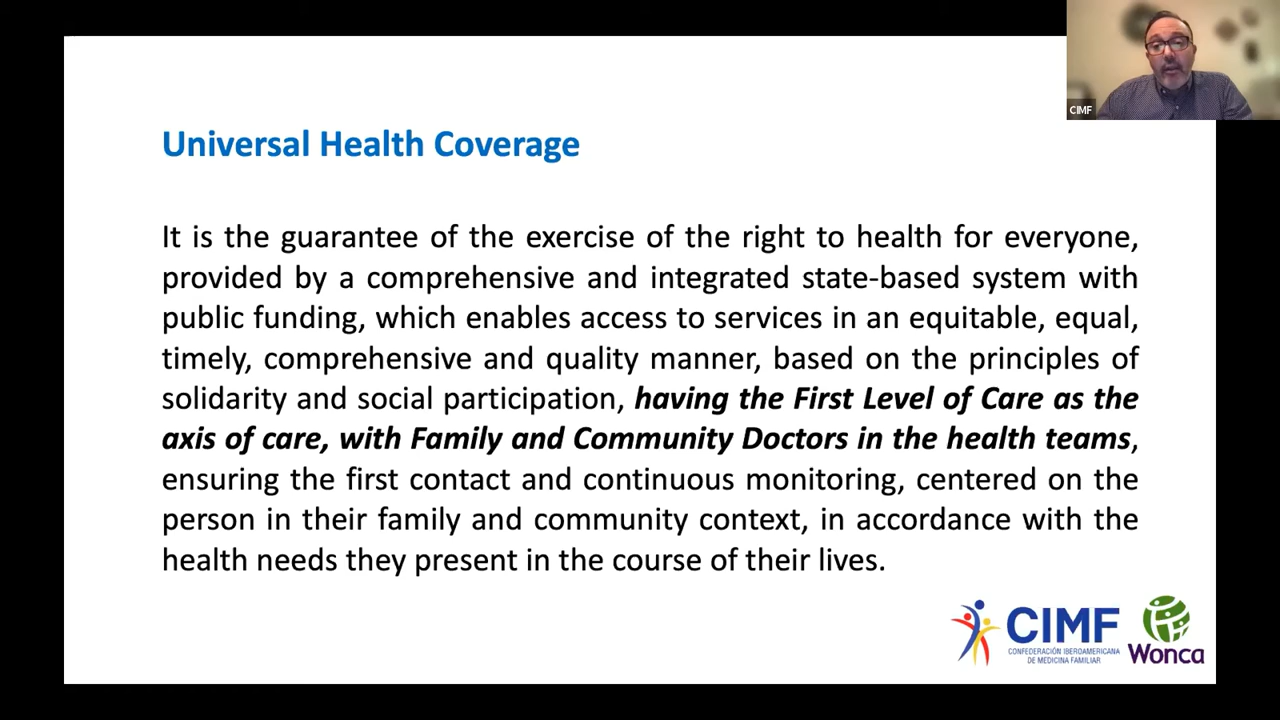 CIMF
Universal Health Coverage
It is the guarantee of the exercise of the right to health for everyone,
provided by a comprehensive and integrated state-based system with
public funding, which enables access to services in an equitable, equal,
timely, comprehensive and quality manner, based on the principles of
solidarity and social participation, having the First Level of Care as the
axis of care, with Family and Community Doctors in the health teams,
ensuring the first contact and continuous monitoring, centered on the
person in their family and community context, in accordance with the
health needs they present in the course of their lives.
CIMF
CONFEDERACIÓN IBEROAMERICANA
DE MEDICINA FAMILIAR
Wonca